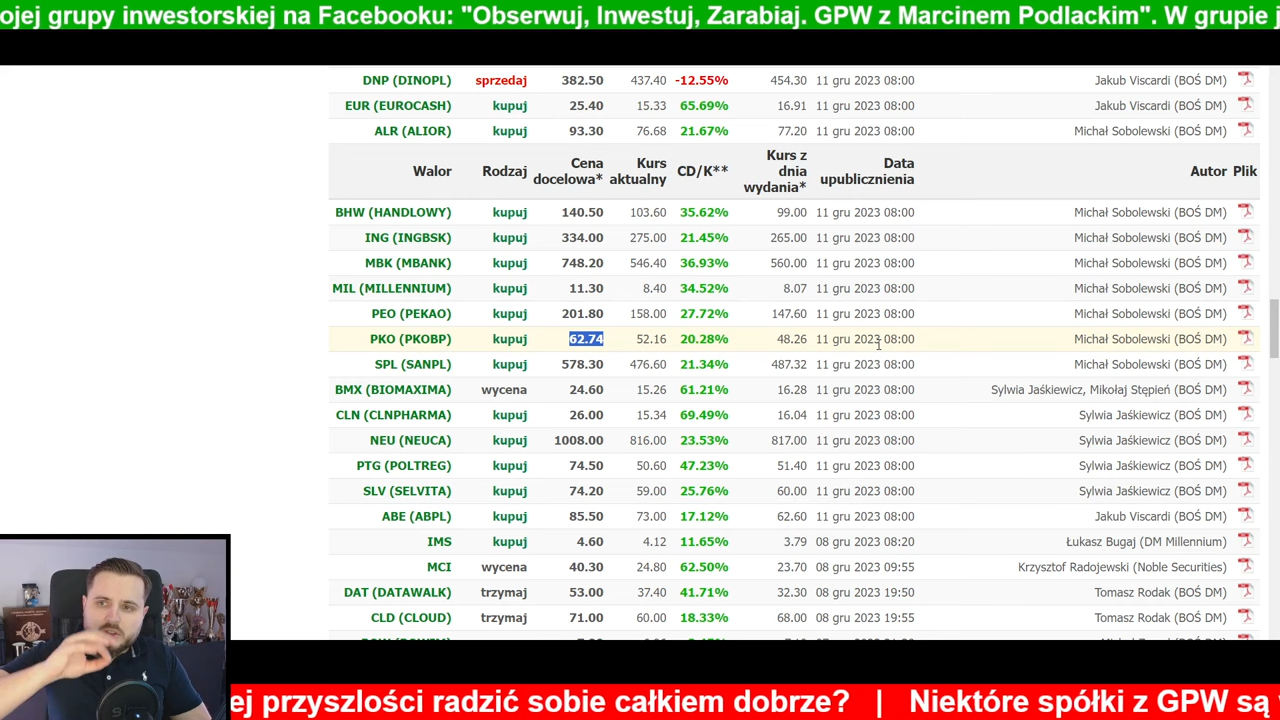 ojej grupy inwestorskiej na Facebooku: "Obserwuj, Inwestuj, Zarabiaj. GPW z Marcinem Podlackim". W grupie j
DNP (DINOPL) sprzedaj 382.50 437.40 -12.55% 454.30 11 gru 2023 08:00 Jakub Viscardi (BOŚ DM)
EUR (EUROCASH) kupuj 25.40 15.33 65.69% 16.91 11 gru 2023 08:00 Jakub Viscardi (BOŚ DM)
ALR (ALIOR) kupuj 93.30 76.68 21.67% 77.20 11 gru 2023 08:00 Michał Sobolewski (BOŚ DM)
Walor Rodzaj Cena docelowa* Kurs aktualny CD/K** Kurs z dnia wydania* Data upublicznienia Autor Plik
BHW (HANDLOWY) kupuj 140.50 103.60 35.62% 99.00 11 gru 2023 08:00 Michał Sobolewski (BOŚ DM)
ING (INGBSK) kupuj 334.00 275.00 21.45% 265.00 11 gru 2023 08:00 Michał Sobolewski (BOŚ DM)
MBK (MBANK) kupuj 748.20 546.40 36.93% 560.00 11 gru 2023 08:00 Michał Sobolewski (BOŚ DM)
MIL (MILLENNIUM) kupuj 11.30 8.40 34.52% 8.07 11 gru 2023 08:00 Michał Sobolewski (BOŚ DM)
PEO (PEKAO) kupuj 201.80 158.00 27.72% 147.60 11 gru 2023 08:00 Michał Sobolewski (BOŚ DM)
PKO (PKOBP) kupuj 62.74 52.16 20.28% 48.26 11 gru 2023 08:00 Michał Sobolewski (BOŚ DM)
SPL (SANPL) kupuj 578.30 476.60 21.34% 487.32 11 gru 2023 08:00 Michał Sobolewski (BOŚ DM)
BMX (BIOMAXIMA) wycena 24.60 15.26 61.21% 16.28 11 gru 2023 08:00 Sylwia Jaśkiewicz, Mikołaj Stępień (BOŚ DM)
CLN (CLNPHARMA) kupuj 26.00 15.34 69.49% 16.04 11 gru 2023 08:00 Sylwia Jaśkiewicz (BOŚ DM)
NEU (NEUCA) kupuj 1008.00 816.00 23.53% 817.00 11 gru 2023 08:00 Sylwia Jaśkiewicz (BOŚ DM)
PTG (POLTREG) kupuj 74.50 50.60 47.23% 51.40 11 gru 2023 08:00 Sylwia Jaśkiewicz (BOŚ DM)
SLV (SELVITA) kupuj 74.20 59.00 25.76% 60.00 11 gru 2023 08:00 Sylwia Jaśkiewicz (BOŚ DM)
ABE (ABPL) kupuj 85.50 73.00 17.12% 62.60 11 gru 2023 08:00 Jakub Viscardi (BOŚ DM)
IMS kupuj 4.60 4.12 11.65% 3.79 08 gru 2023 08:20 Łukasz Bugaj (DM Millennium)
MCI wycena 40.30 24.80 62.50% 23.70 08 gru 2023 09:55 Krzysztof Radojewski (Noble Securities)
DAT (DATAWALK) trzymaj 53.00 37.40 41.71% 32.30 08 gru 2023 19:50 Tomasz Rodak (DM BOŚ)
CLD (CLOUD) trzymaj 71.00 60.00 18.33% 68.00 08 gru 2023 19:55 Tomasz Rodak (DM BOŚ)
ej przyszłości radzić sobie całkiem dobrze? | Niektóre spółki z GPW są